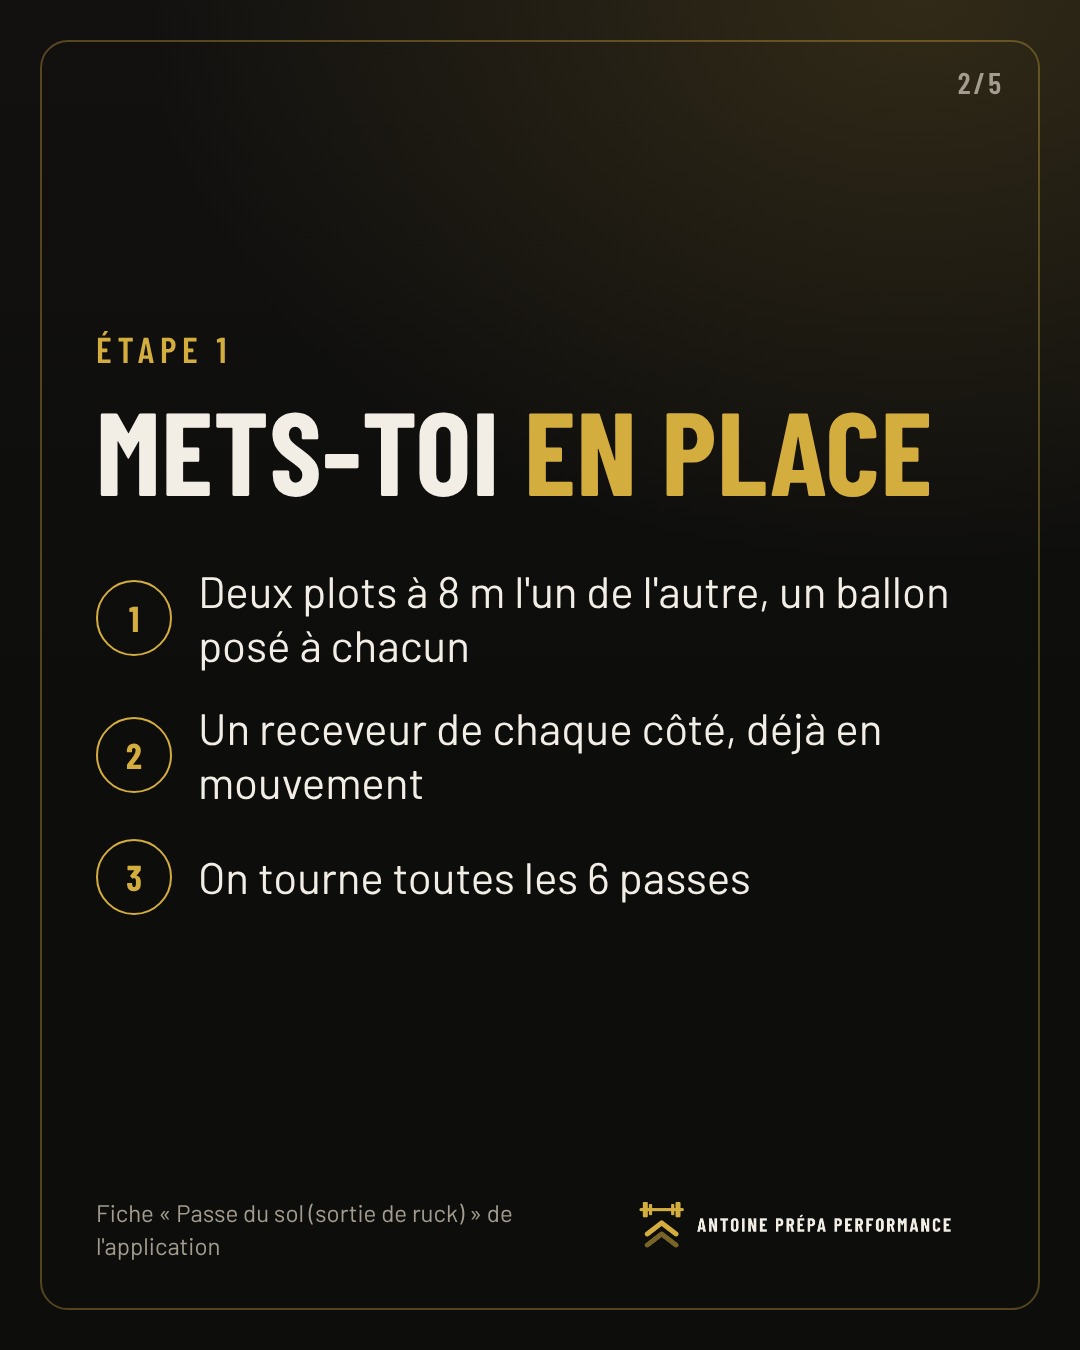 2/5
ÉTAPE 1
METS-TOI EN PLACE
1
Deux plots à 8 m l'un de l'autre, un ballon
posé à chacun
2
Un receveur de chaque côté, déjà en
mouvement
3
On tourne toutes les 6 passes
Fiche « Passe du sol (sortie de ruck) » de
l'application
ANTOINE PRÉPA PERFORMANCE